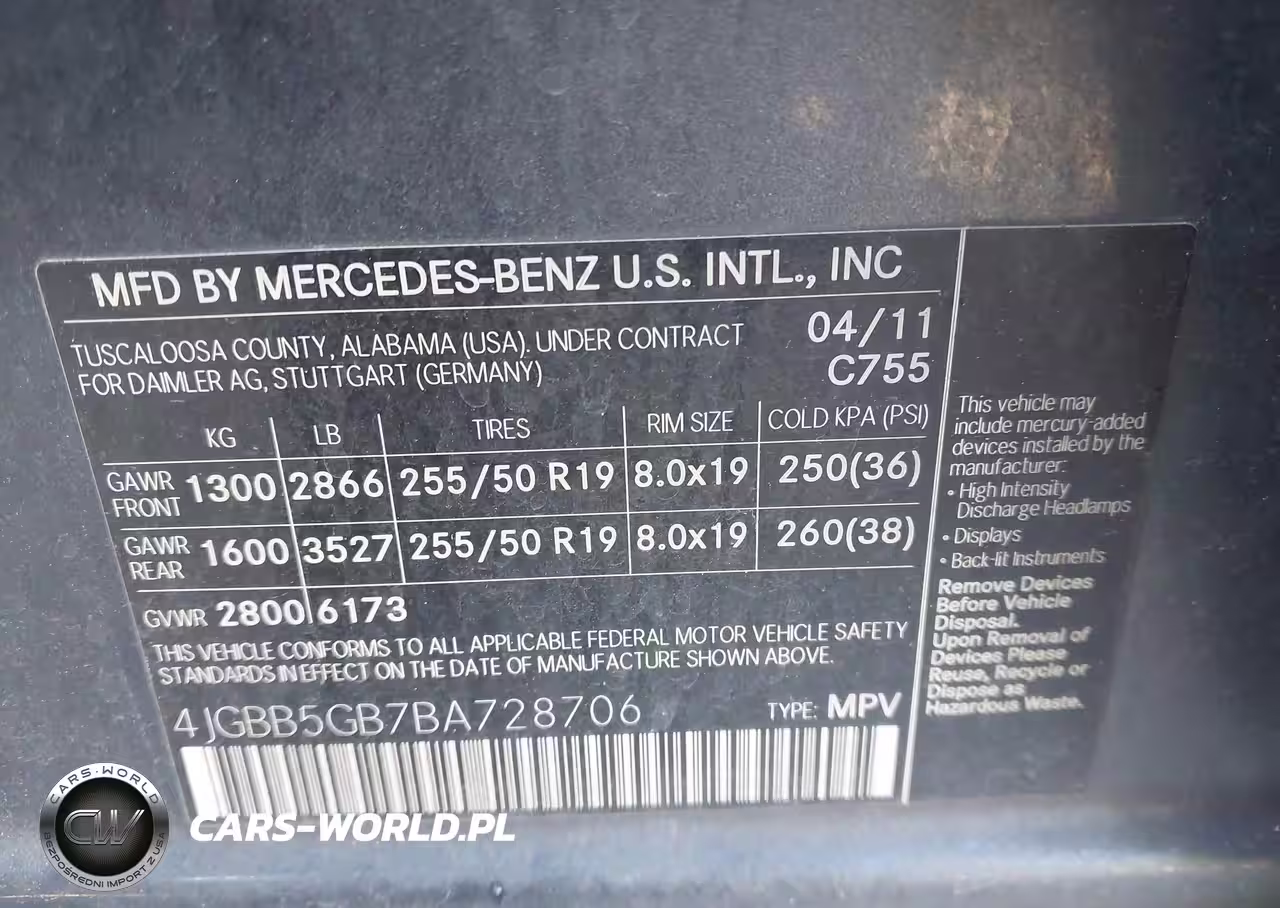 MFD BY MERCEDES-BENZ U.S. INTL., INC
TUSCALOOSA COUNTY, ALABAMA (USA). UNDER CONTRACT
FOR DAIMLER AG, STUTTGART (GERMANY)
04/11
C755
KG LB TIRES RIM SIZE COLD KPA (PSI)
GAWR FRONT 1300 2866 255/50 R19 8.0x19 250(36)
GAWR REAR 1600 3527 255/50 R19 8.0x19 260(38)
GVWR 2800 6173
THIS VEHICLE CONFORMS TO ALL APPLICABLE FEDERAL MOTOR VEHICLE SAFETY
STANDARDS IN EFFECT ON THE DATE OF MANUFACTURE SHOWN ABOVE.
4JGBB5GB7BA728706 TYPE: MPV
This vehicle may
include mercury-added
devices installed by the
manufacturer:
• High Intensity
Discharge Headlamps
• Displays
• Back-lit Instruments
Remove Devices
Before Vehicle
Disposal.
Upon Removal of
Devices Please
Reuse, Recycle or
Dispose as
Hazardous Waste.
CARS-WORLD
CW
BEZPOŚREDNI IMPORT Z USA
CARS-WORLD.PL